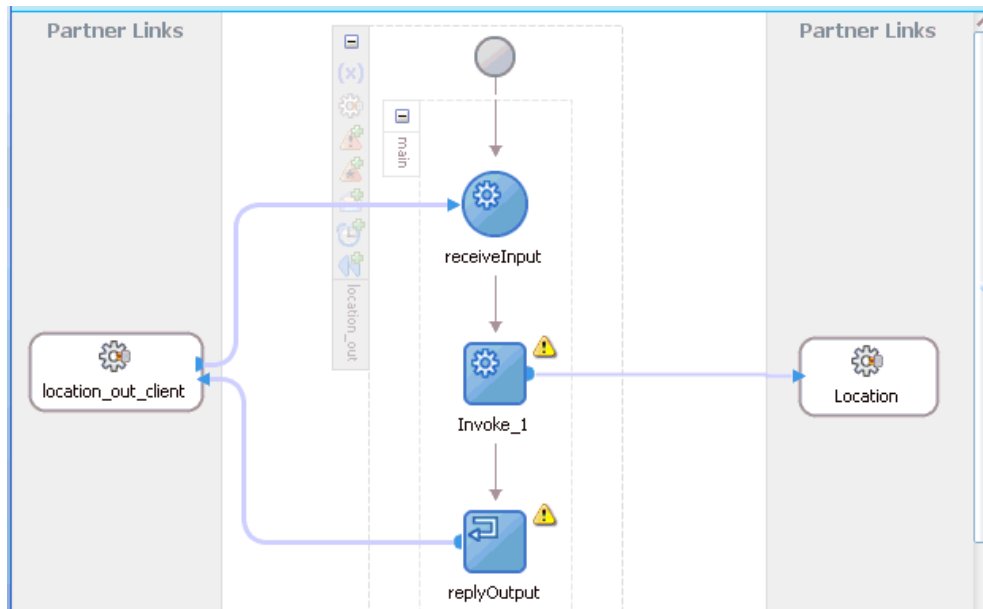 Partner Links
Partner Links
(x)
main
receiveInput
location_out
location_out_client
Invoke_1
Location
replyOutput